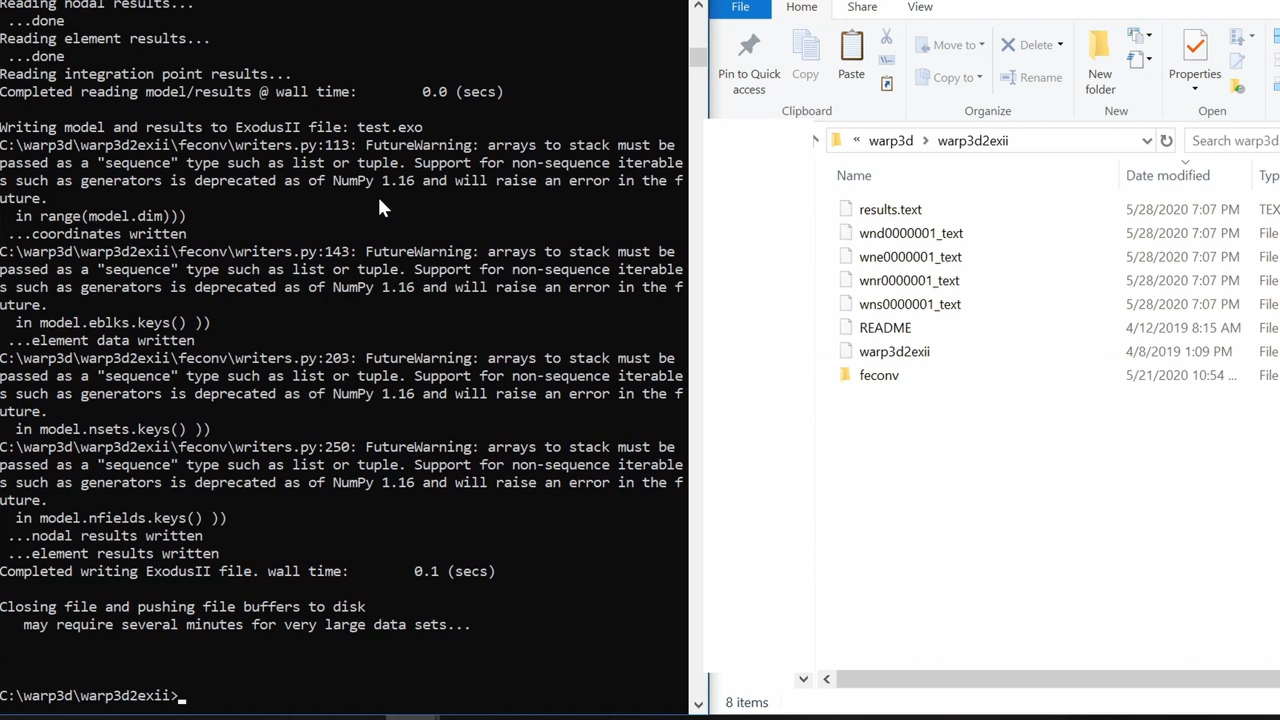 Reading nodal results...
...done
Reading element results...
...done
Reading integration point results...
Completed reading model/results @ wall time: 0.0 (secs)
Writing model and results to ExodusII file: test.exo
C:\warp3d\warp3d2exii\feconv\writers.py:113: FutureWarning: arrays to stack must be
passed as a "sequence" type such as list or tuple. Support for non-sequence iterable
s such as generators is deprecated as of NumPy 1.16 and will raise an error in the f
uture.
in range(model.dim)))
...coordinates written
C:\warp3d\warp3d2exii\feconv\writers.py:143: FutureWarning: arrays to stack must be
passed as a "sequence" type such as list or tuple. Support for non-sequence iterable
s such as generators is deprecated as of NumPy 1.16 and will raise an error in the f
uture.
in model.eblks.keys() ))
...element data written
C:\warp3d\warp3d2exii\feconv\writers.py:203: FutureWarning: arrays to stack must be
passed as a "sequence" type such as list or tuple. Support for non-sequence iterable
s such as generators is deprecated as of NumPy 1.16 and will raise an error in the f
uture.
in model.nsets.keys() ))
C:\warp3d\warp3d2exii\feconv\writers.py:250: FutureWarning: arrays to stack must be
passed as a "sequence" type such as list or tuple. Support for non-sequence iterable
s such as generators is deprecated as of NumPy 1.16 and will raise an error in the f
uture.
in model.nfields.keys() ))
...nodal results written
...element results written
Completed writing ExodusII file. wall time: 0.1 (secs)
Closing file and pushing file buffers to disk
may require several minutes for very large data sets...
C:\warp3d\warp3d2exii>_
File Home Share View
Pin to Quick access
Copy
Paste
Move to
Copy to
Delete
Rename
New folder
Properties
Clipboard Organize New Open
« warp3d > warp3d2exii
Search warp3d
Name Date modified Typ
results.text 5/28/2020 7:07 PM TEX
wnd0000001_text 5/28/2020 7:07 PM File
wne0000001_text 5/28/2020 7:07 PM File
wnr0000001_text 5/28/2020 7:07 PM File
wns0000001_text 5/28/2020 7:07 PM File
README 4/12/2019 8:15 AM File
warp3d2exii 4/8/2019 1:09 PM File
feconv 5/21/2020 10:54 ... File
8 items